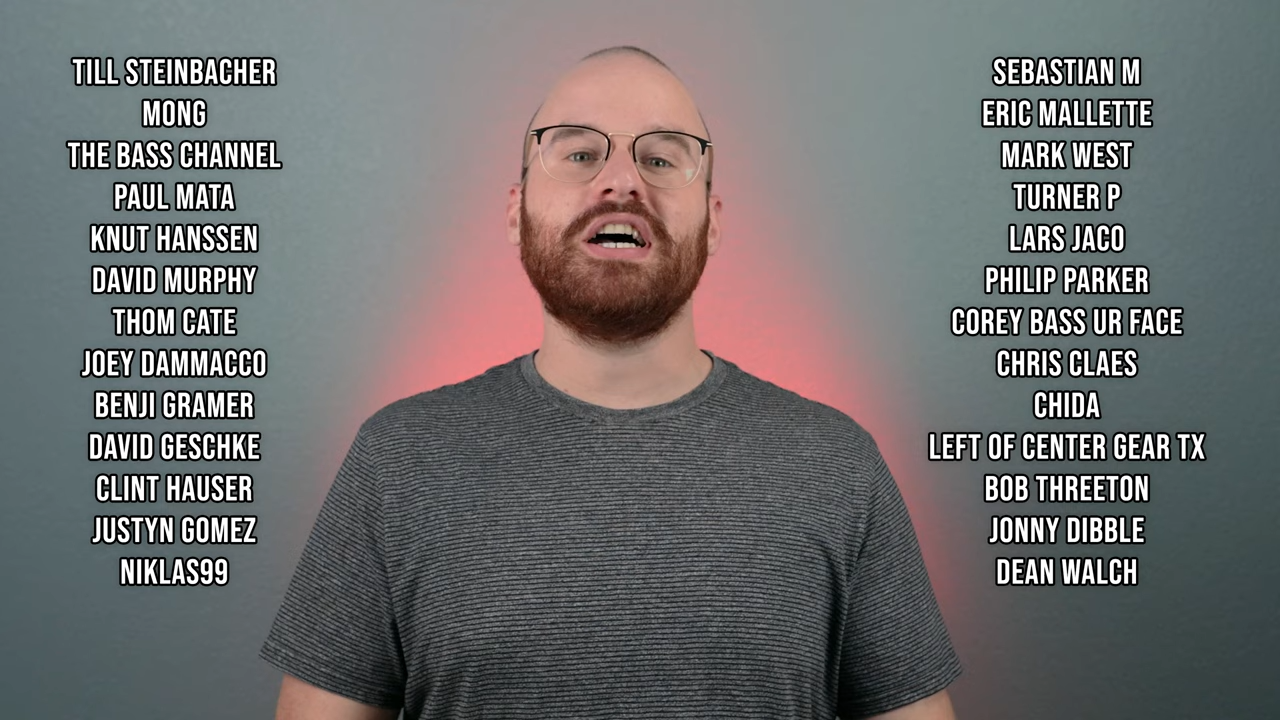 TILL STEINBACHER
MONG
THE BASS CHANNEL
PAUL MATA
KNUT HANSSEN
DAVID MURPHY
THOM CATE
JOEY DAMMACCO
BENJI GRAMER
DAVID GESCHKE
CLINT HAUSER
JUSTYN GOMEZ
NIKLAS99
SEBASTIAN M
ERIC MALLETTE
MARK WEST
TURNER P
LARS JACO
PHILIP PARKER
COREY BASS UR FACE
CHRIS CLAES
CHIDA
LEFT OF CENTER GEAR TX
BOB THREETON
JONNY DIBBLE
DEAN WALCH